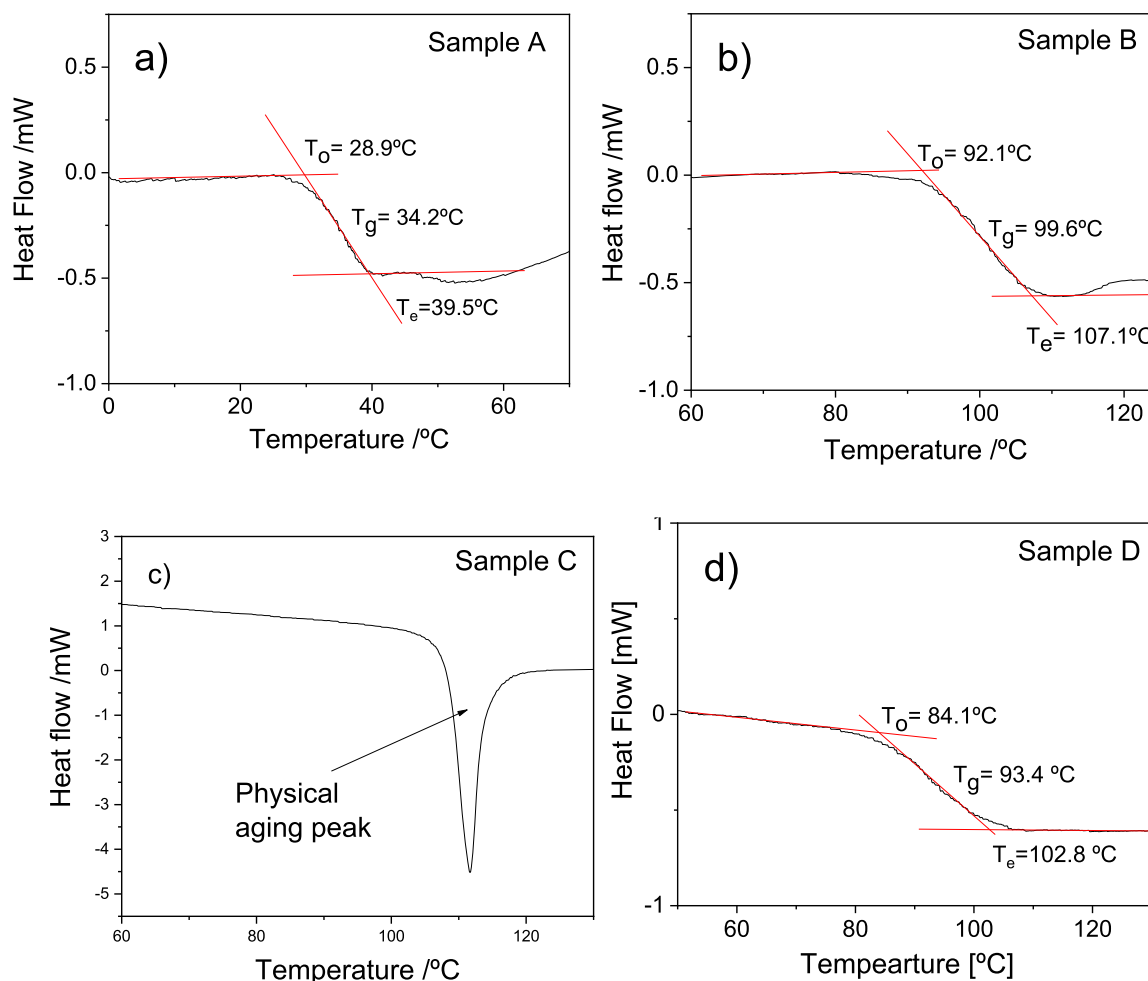 a)
Sample A
0.5
0.0
-0.5
-1.0
Heat Flow /mW
To= 28.9ºC
Tg= 34.2ºC
Te=39.5ºC
0 20 40 60
Temperature /ºC
b)
Sample B
0.5
0.0
-0.5
-1.0
Heat flow /mW
To= 92.1ºC
Tg= 99.6ºC
Te= 107.1ºC
60 80 100 120
Temperature /ºC
c)
Sample C
3
2
1
0
-1
-2
-3
-4
-5
Heat flow /mW
Physical
aging peak
60 80 100 120
Temperature /ºC
d)
Sample D
1
0
-1
Heat Flow [mW]
To= 84.1ºC
Tg= 93.4 ºC
Te=102.8 ºC
60 80 100 120
Tempearture [ºC]